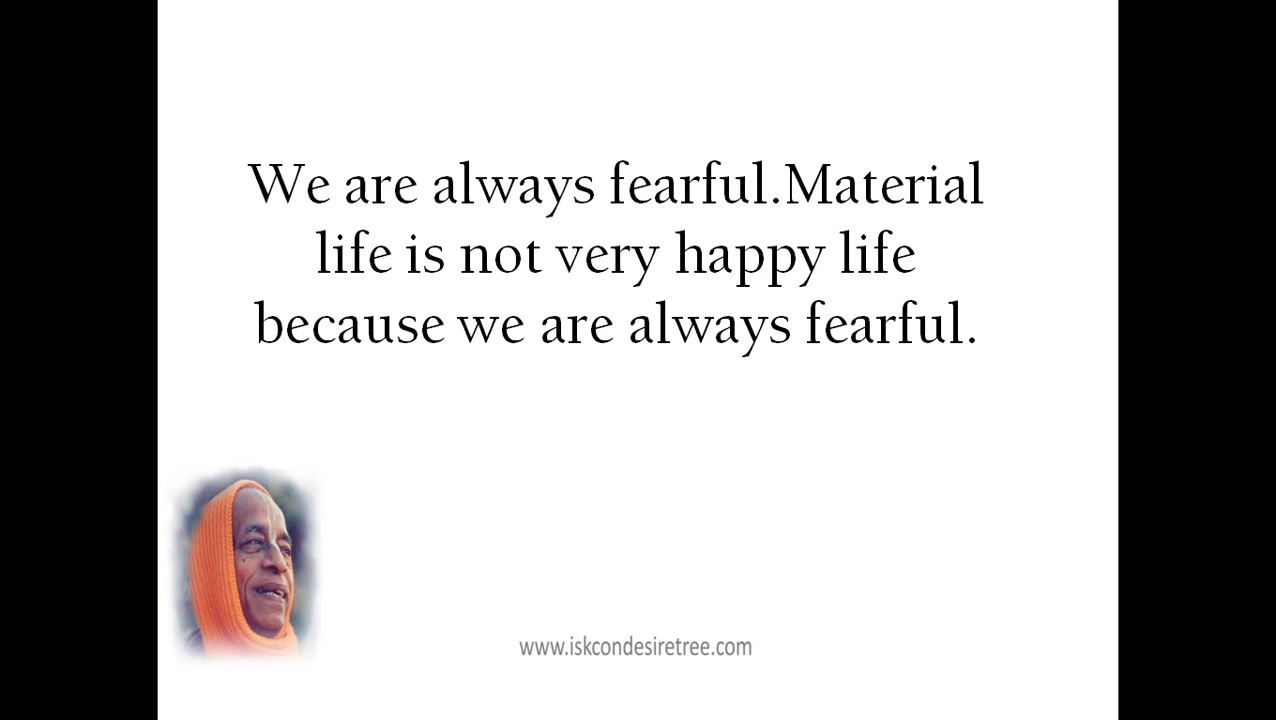 We are always fearful.Material
life is not very happy life
because we are always fearful.
www.iskcondesiretree.com